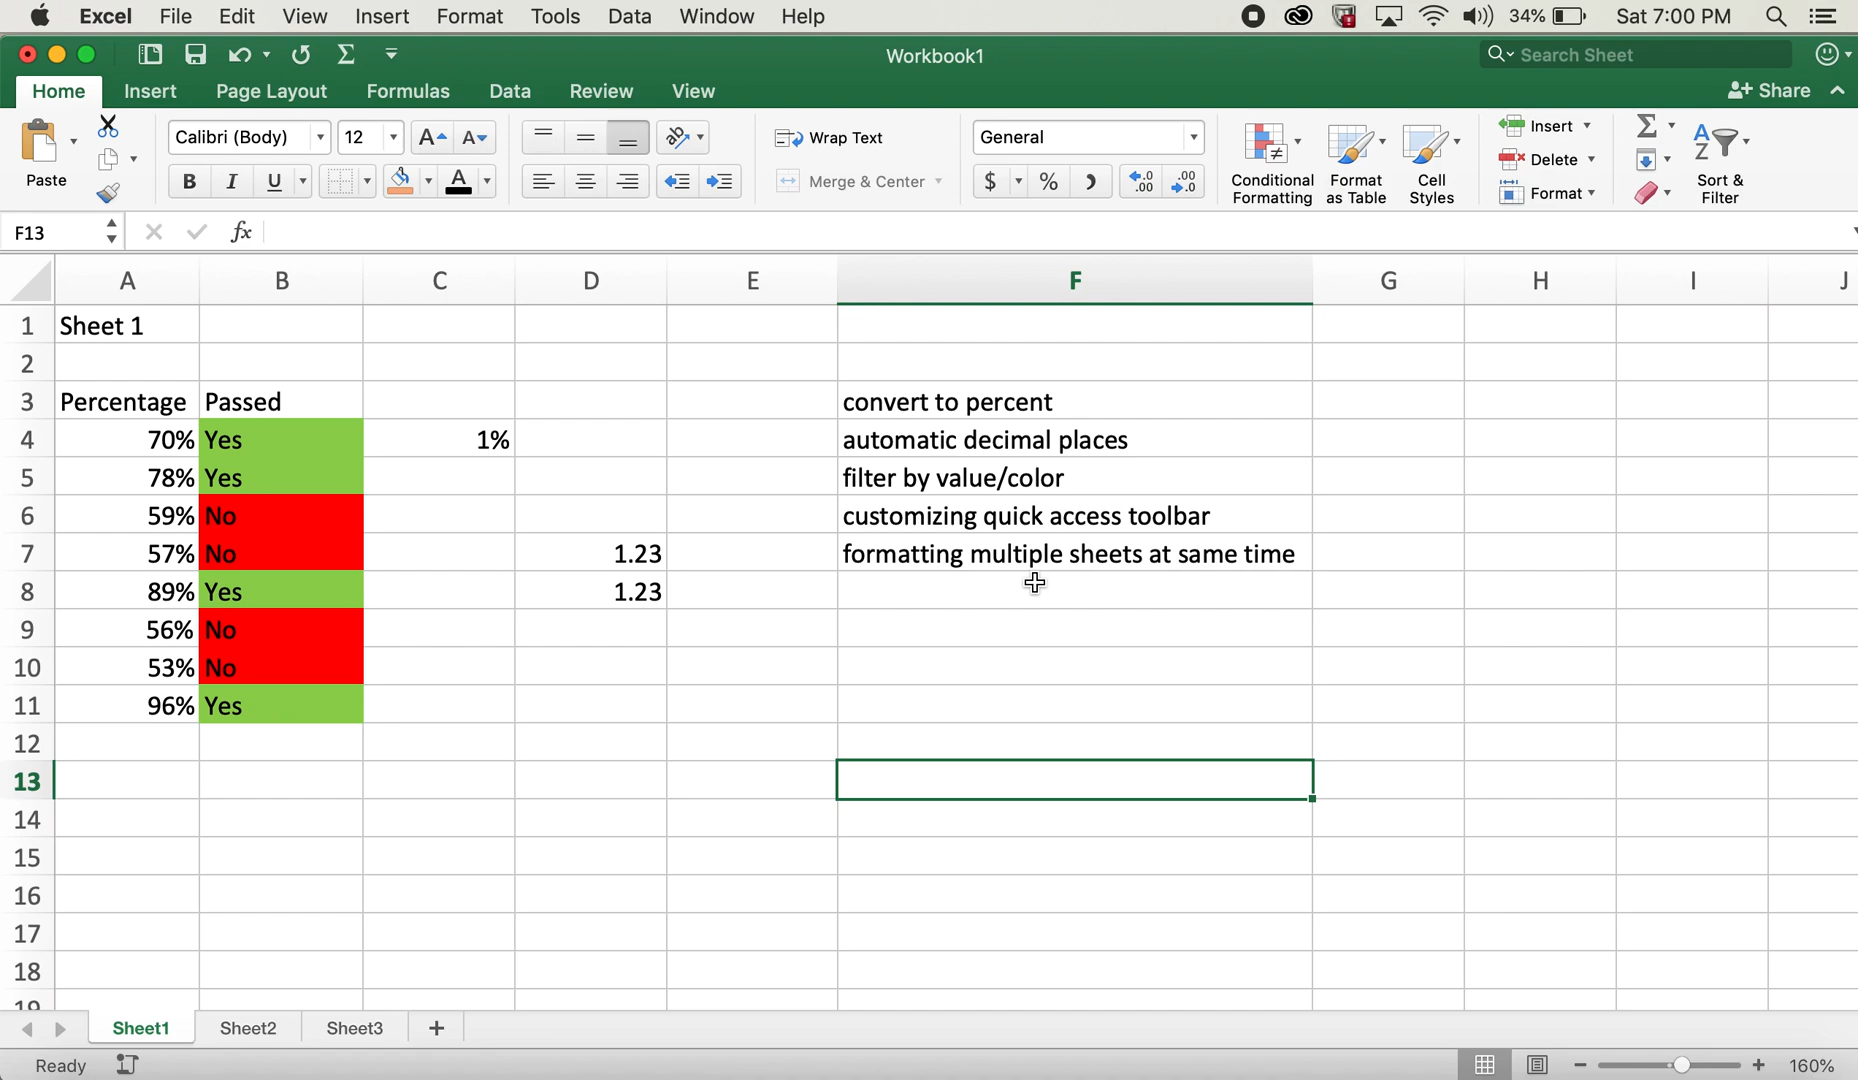 Excel File Edit View Insert Format Tools Data Window Help 34% Sat 7:00 PM
Workbook1 Search Sheet
Home Insert Page Layout Formulas Data Review View Share
Paste Calibri (Body) 12 A A Wrap Text General Conditional Formatting Format as Table Cell Styles Insert Delete Format Sort & Filter
B I U A Merge & Center $ % .0 .00 .00 .0
F13 fx
A B C D E F G H I J
1 Sheet 1
2
3 Percentage Passed convert to percent
4 70% Yes 1% automatic decimal places
5 78% Yes filter by value/color
6 59% No customizing quick access toolbar
7 57% No 1.23 formatting multiple sheets at same time
8 89% Yes 1.23
9 56% No
10 53% No
11 96% Yes
12
13
14
15
16
17
18
19
Sheet1 Sheet2 Sheet3 +
Ready 160%